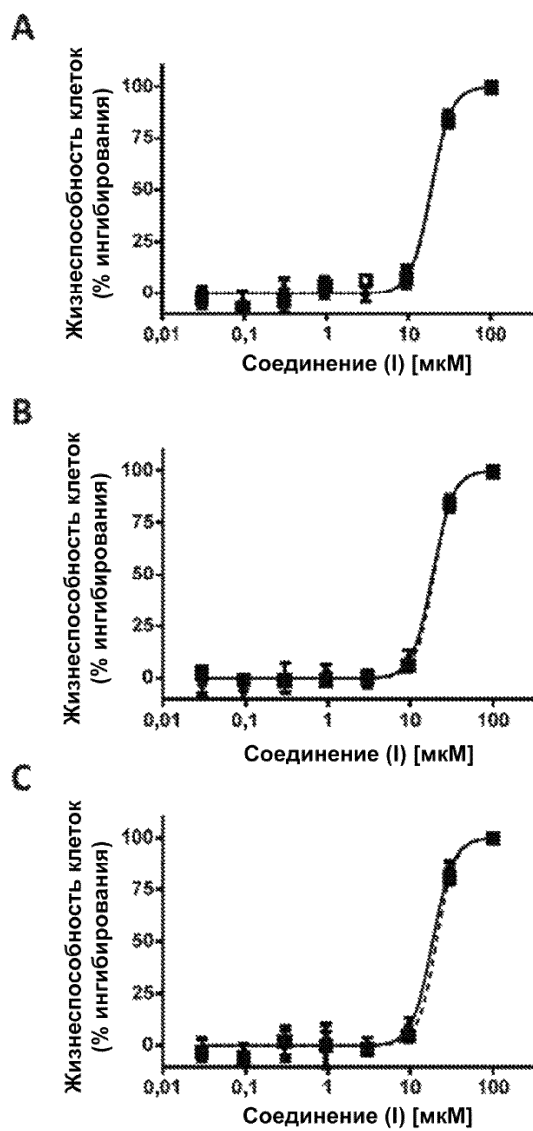 A
Жизнеспособность клеток
(% ингибирования)
100
75
50
25
0
0,01
0,1
1
10
100
Соединение (I) [мкМ]
B
Жизнеспособность клеток
(% ингибирования)
100
75
50
25
0
0,01
0,1
1
10
100
Соединение (I) [мкМ]
C
Жизнеспособность клеток
(% ингибирования)
100
75
50
25
0
0,01
0,1
1
10
100
Соединение (I) [мкМ]